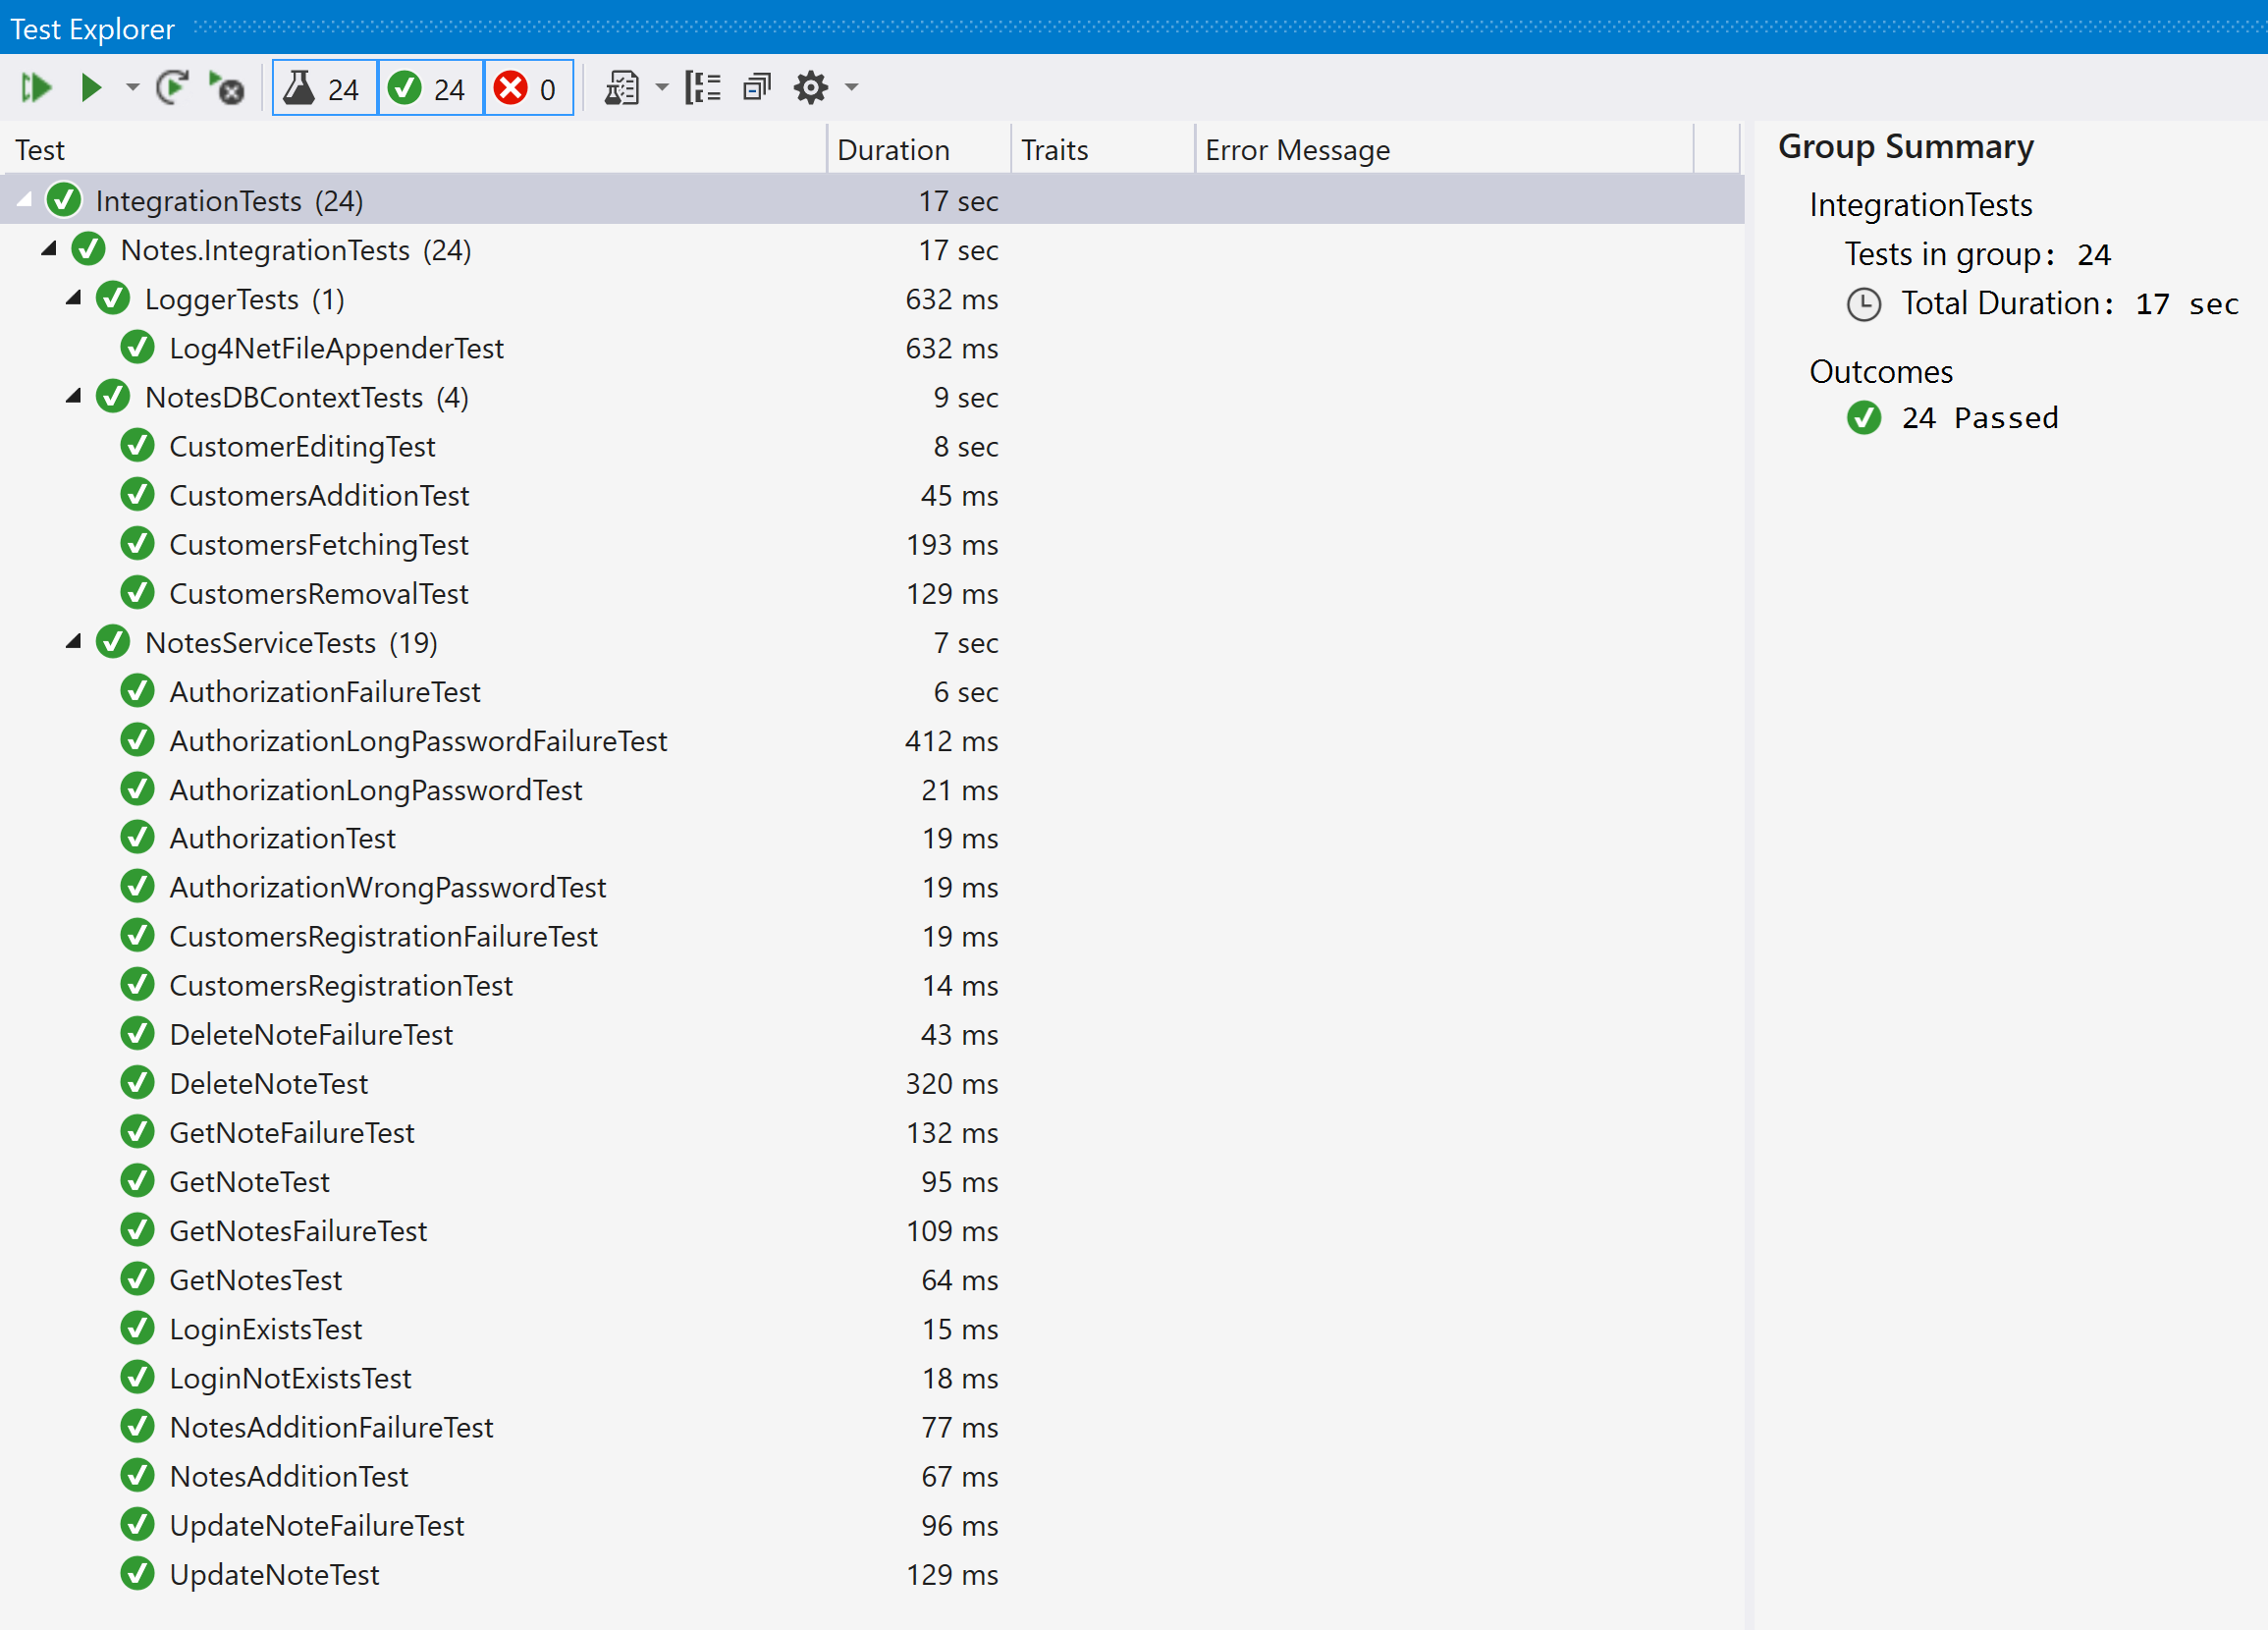 Test Explorer
24 24 0
Test Duration Traits Error Message
IntegrationTests (24) 17 sec
Notes.IntegrationTests (24) 17 sec
LoggerTests (1) 632 ms
Log4NetFileAppenderTest 632 ms
NotesDBContextTests (4) 9 sec
CustomerEditingTest 8 sec
CustomersAdditionTest 45 ms
CustomersFetchingTest 193 ms
CustomersRemovalTest 129 ms
NotesServiceTests (19) 7 sec
AuthorizationFailureTest 6 sec
AuthorizationLongPasswordFailureTest 412 ms
AuthorizationLongPasswordTest 21 ms
AuthorizationTest 19 ms
AuthorizationWrongPasswordTest 19 ms
CustomersRegistrationFailureTest 19 ms
CustomersRegistrationTest 14 ms
DeleteNoteFailureTest 43 ms
DeleteNoteTest 320 ms
GetNoteFailureTest 132 ms
GetNoteTest 95 ms
GetNotesFailureTest 109 ms
GetNotesTest 64 ms
LoginExistsTest 15 ms
LoginNotExistsTest 18 ms
NotesAdditionFailureTest 77 ms
NotesAdditionTest 67 ms
UpdateNoteFailureTest 96 ms
UpdateNoteTest 129 ms
Group Summary
IntegrationTests
Tests in group: 24
Total Duration: 17 sec
Outcomes
24 Passed